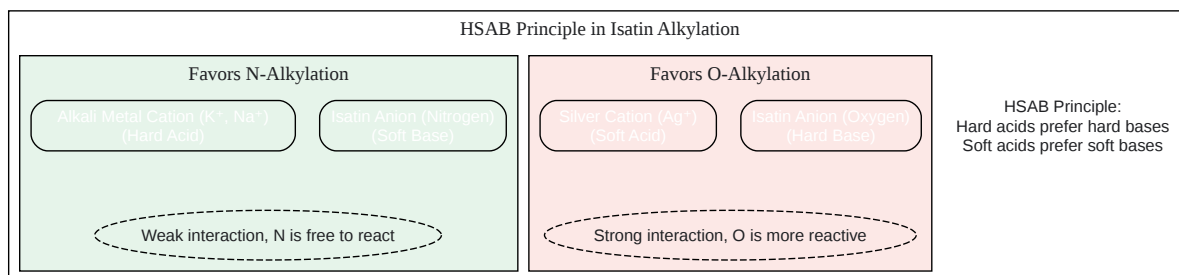 HSAB Principle in Isatin Alkylation
Favors N-Alkylation
Alkali Metal Cation (K⁺, Na⁺)
(Hard Acid)
Isatin Anion (Nitrogen)
(Soft Base)
Weak interaction, N is free to react
Favors O-Alkylation
Silver Cation (Ag⁺)
(Soft Acid)
Isatin Anion (Oxygen)
(Hard Base)
Strong interaction, O is more reactive
HSAB Principle:
Hard acids prefer hard bases
Soft acids prefer soft bases